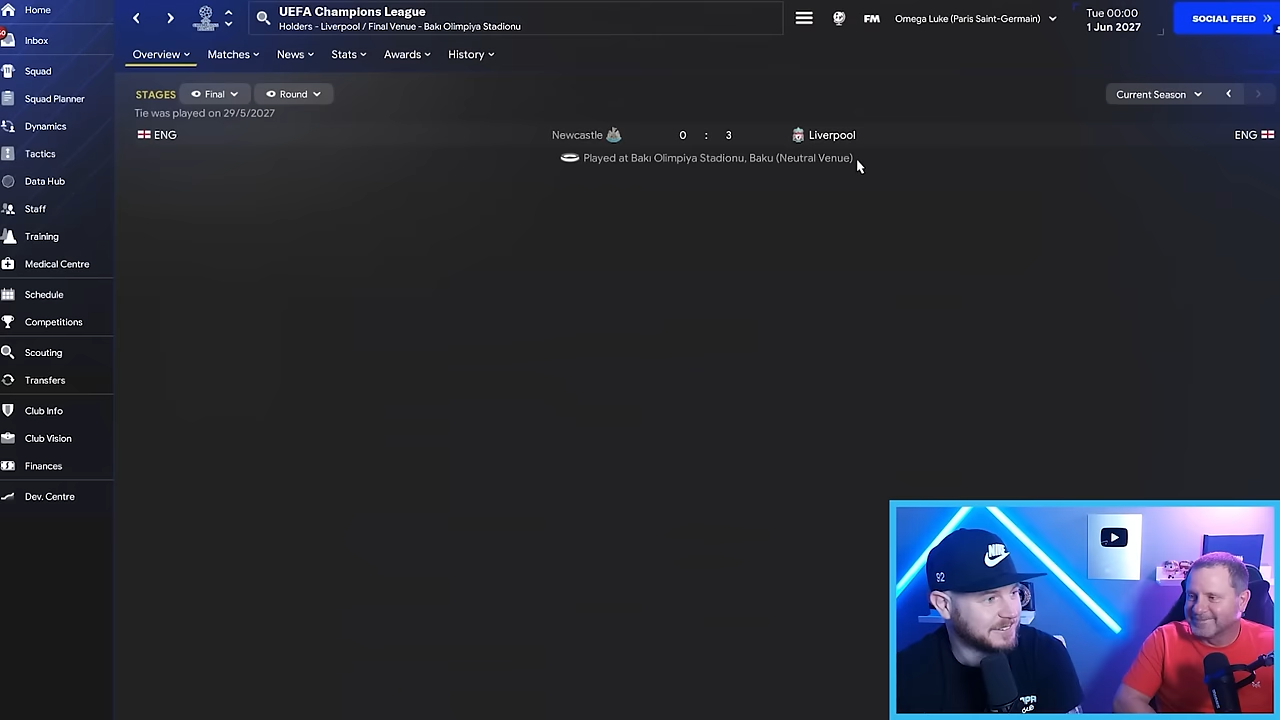 Home
Inbox
Squad
Squad Planner
Dynamics
Tactics
Data Hub
Staff
Training
Medical Centre
Schedule
Competitions
Scouting
Transfers
Club Info
Club Vision
Finances
Dev. Centre
UEFA Champions League
Holders - Liverpool / Final Venue - Bakı Olimpiya Stadionu
FM
Omega Luke (Paris Saint-Germain)
Tue 00:00
1 Jun 2027
SOCIAL FEED
Overview Matches News Stats Awards History
STAGES Final Round Current Season
Tie was played on 29/5/2027
ENG Newcastle 0 : 3 Liverpool ENG
Played at Bakı Olimpiya Stadionu, Baku (Neutral Venue)
NIKE
92